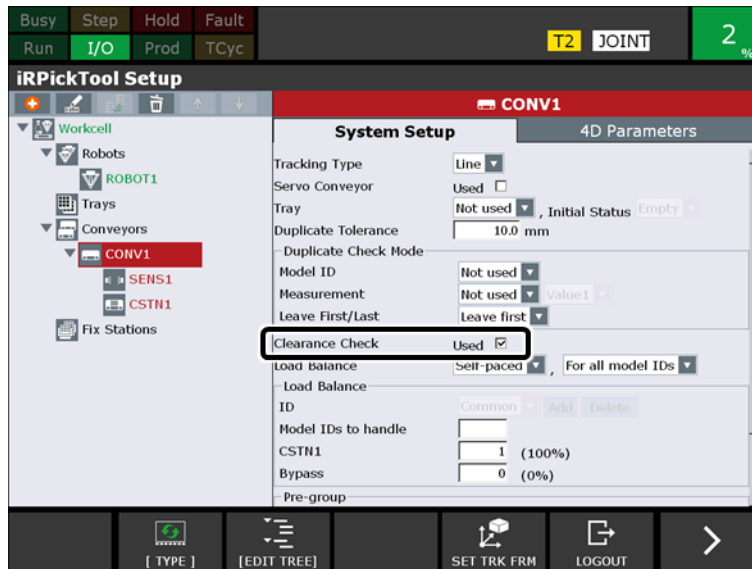 Busy Step Hold Fault
Run I/O Prod TCyc
T2 JOINT
2 %
iRPickTool Setup
CONV1
Workcell
Robots
ROBOT1
Trays
Conveyors
CONV1
SENS1
CSTN1
Fix Stations
System Setup 4D Parameters
Tracking Type Line
Servo Conveyor Used
Tray Not used , Initial Status Empty
Duplicate Tolerance 10.0 mm
Duplicate Check Mode
Model ID Not used
Measurement Not used Value1
Leave First/Last Leave first
Clearance Check Used
Load Balance Self-paced , For all model IDs
Load Balance
ID Common Add Delete
Model IDs to handle
CSTN1 1 (100%)
Bypass 0 (0%)
Pre-group
[ TYPE ] [EDIT TREE] SET TRK FRM LOGOUT